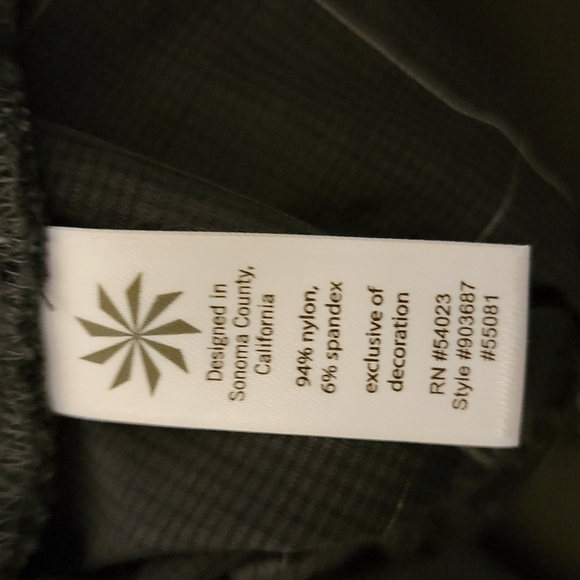 Designed in
Sonoma County,
California
94% nylon,
6% spandex
exclusive of
decoration
RN #54023
Style #903687
#55081